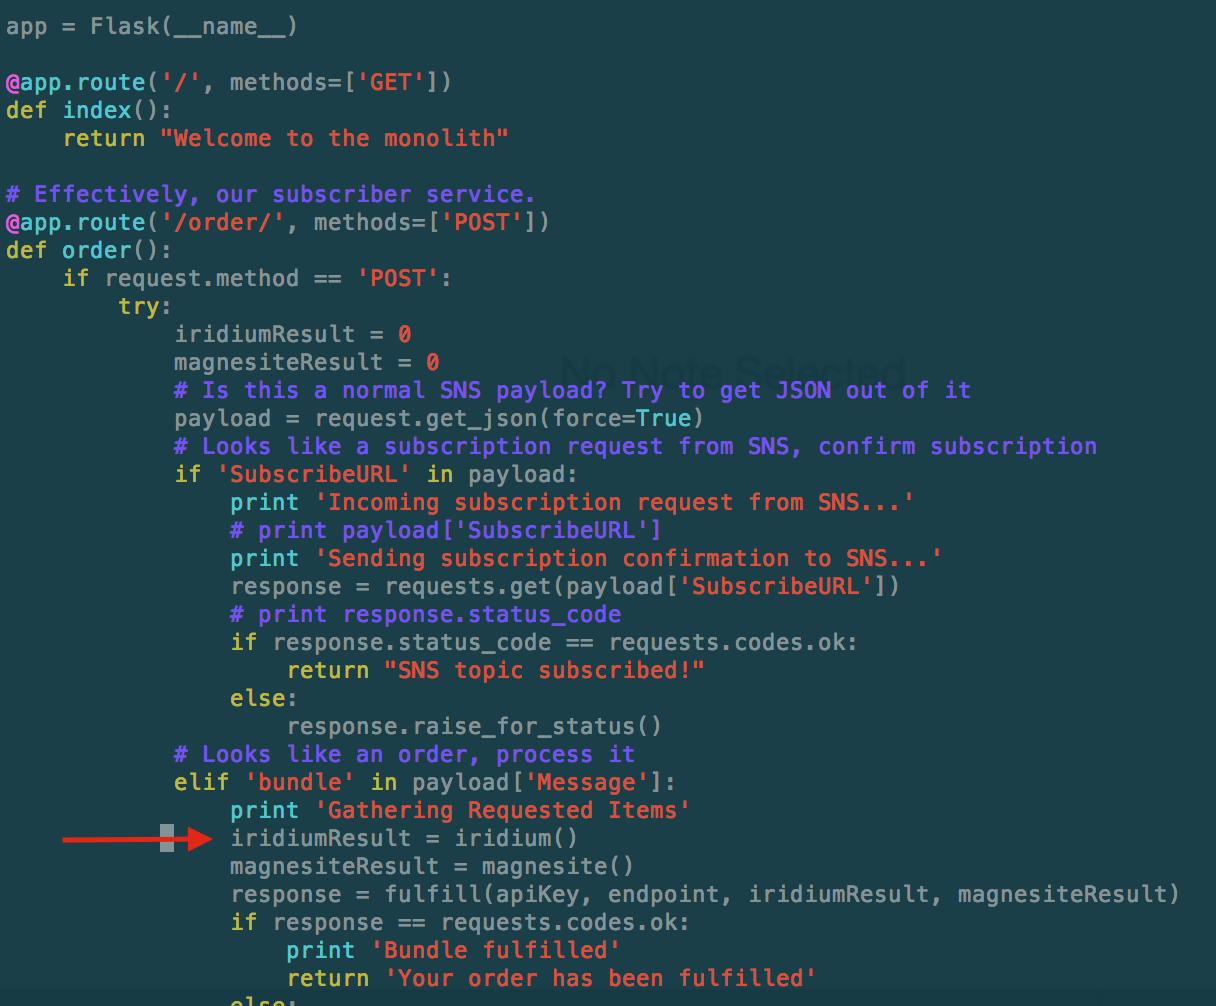 app = Flask(__name__)
@app.route('/', methods=['GET'])
def index():
    return "Welcome to the monolith"
# Effectively, our subscriber service.
@app.route('/order/', methods=['POST'])
def order():
    if request.method == 'POST':
        try:
            iridiumResult = 0
            magnesiteResult = 0
No Note Selected
            # Is this a normal SNS payload? Try to get JSON out of it
            payload = request.get_json(force=True)
            # Looks like a subscription request from SNS, confirm subscription
            if 'SubscribeURL' in payload:
                print 'Incoming subscription request from SNS...'
                # print payload['SubscribeURL']
                print 'Sending subscription confirmation to SNS...'
                response = requests.get(payload['SubscribeURL'])
                # print response.status_code
                if response.status_code == requests.codes.ok:
                    return "SNS topic subscribed!"
                else:
                    response.raise_for_status()
            # Looks like an order, process it
            elif 'bundle' in payload['Message']:
                print 'Gathering Requested Items'
                iridiumResult = iridium()
                magnesiteResult = magnesite()
                response = fulfill(apiKey, endpoint, iridiumResult, magnesiteResult)
                if response == requests.codes.ok:
                    print 'Bundle fulfilled'
                    return 'Your order has been fulfilled'
                else: